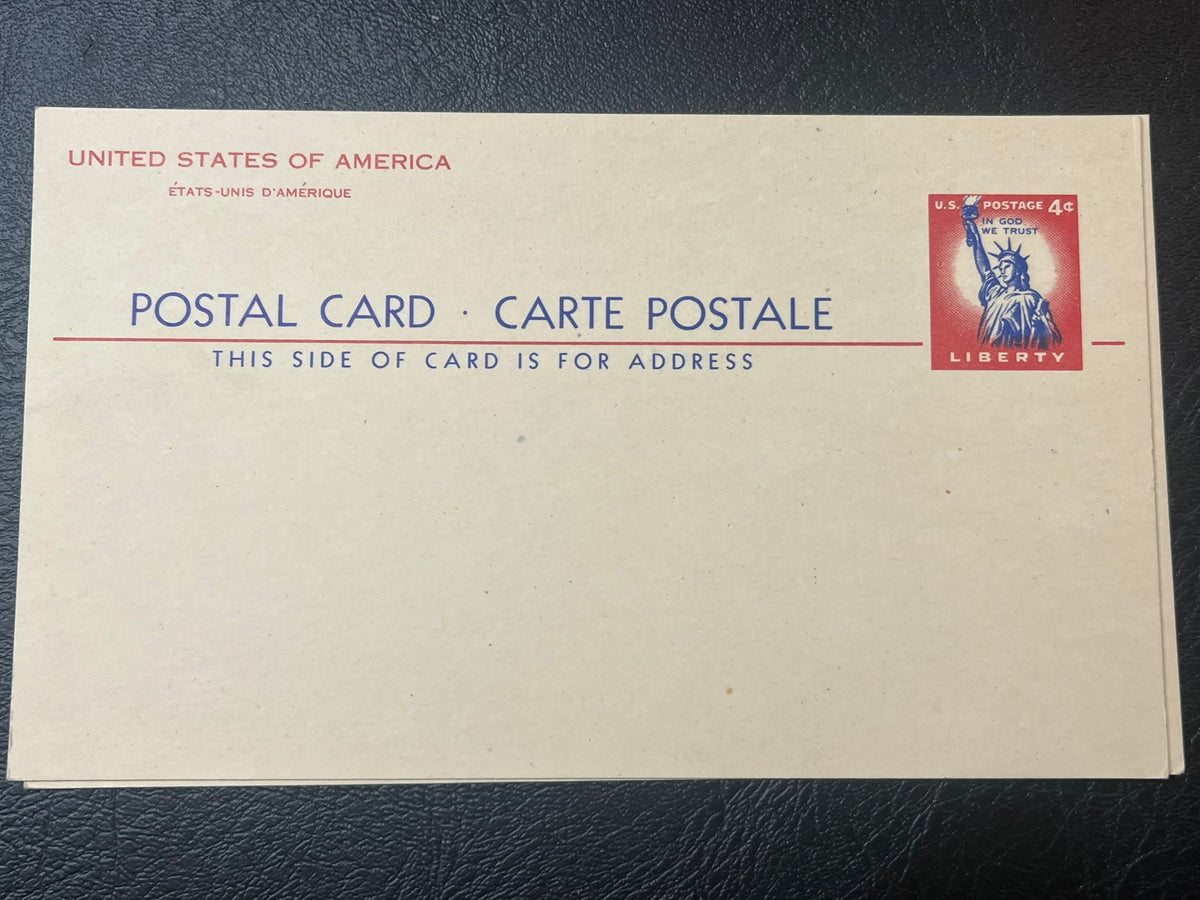 UNITED STATES OF AMERICA
ÉTATS-UNIS D'AMÉRIQUE
U.S. POSTAGE 4¢
IN GOD
WE TRUST
LIBERTY
POSTAL CARD · CARTE POSTALE
THIS SIDE OF CARD IS FOR ADDRESS